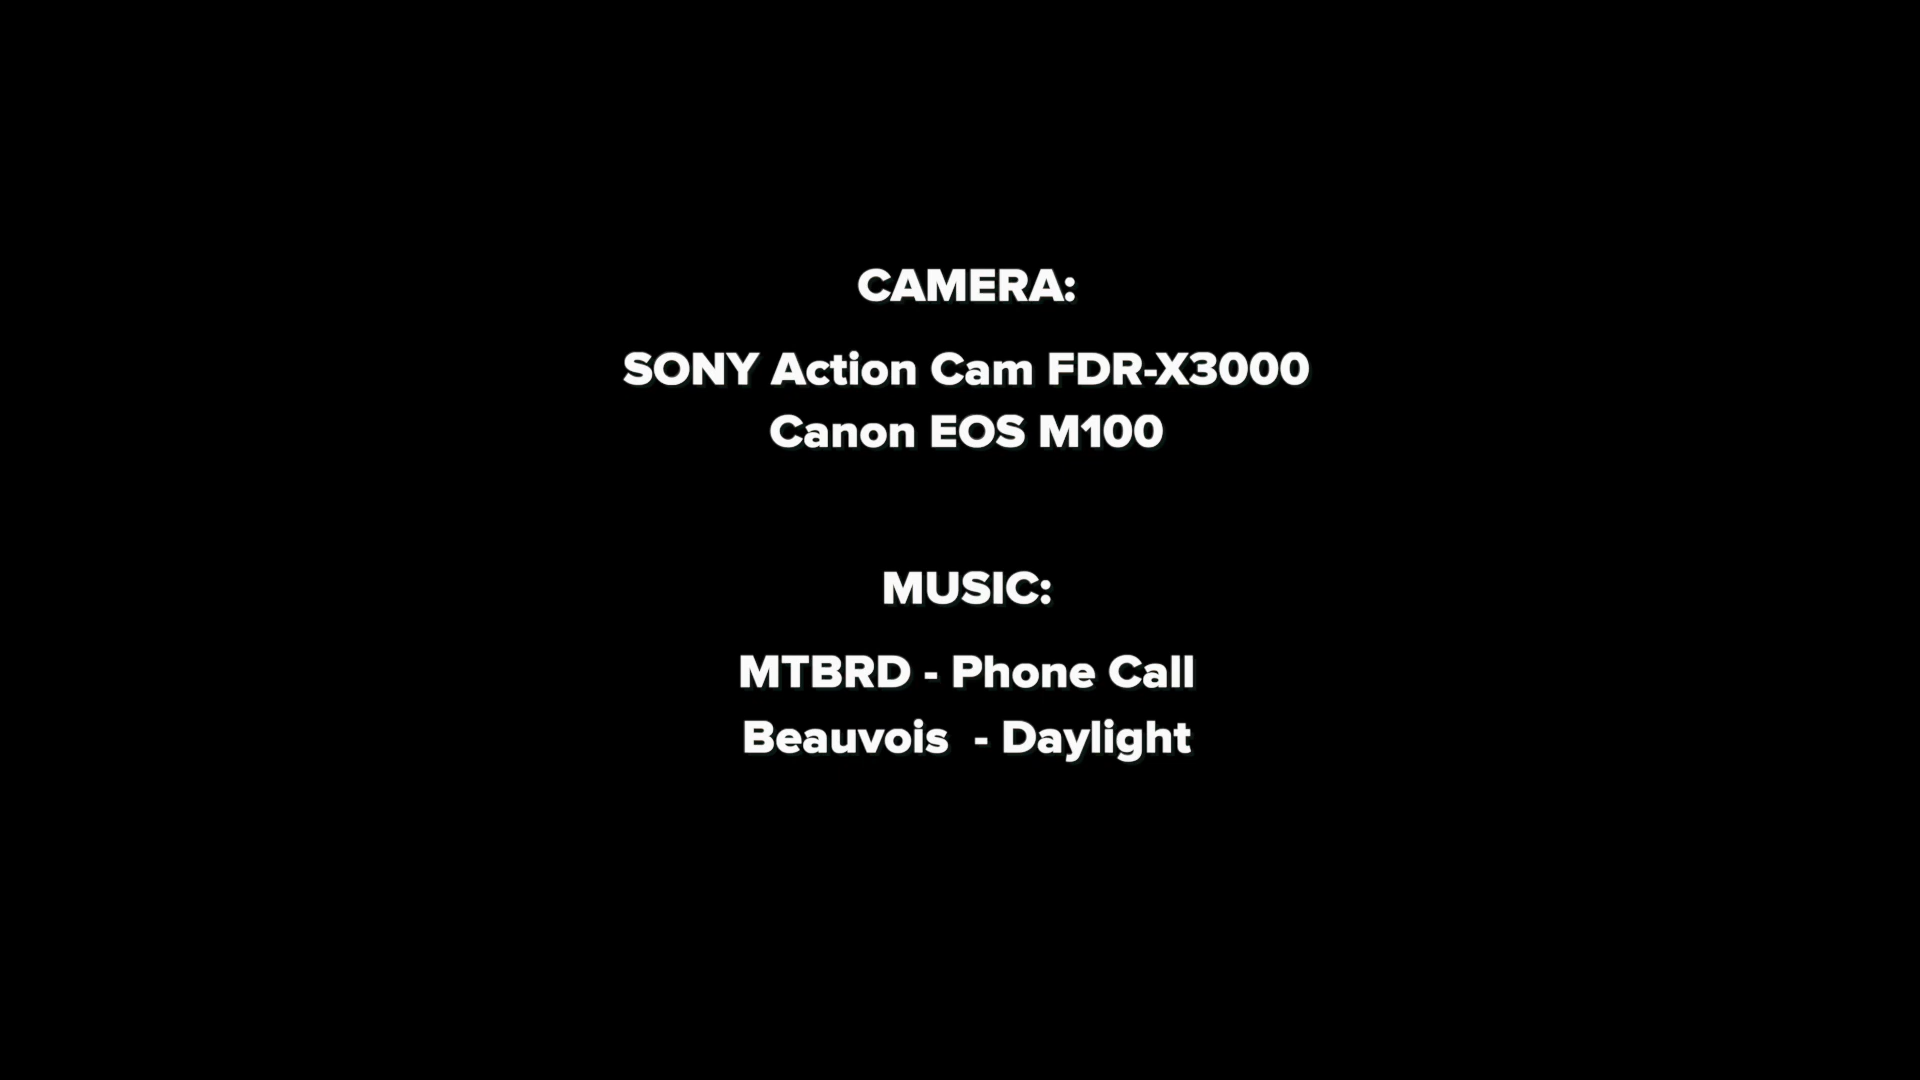 CAMERA:
SONY Action Cam FDR-X3000
Canon EOS M100
MUSIC:
MTBRD - Phone Call
Beauvois  - Daylight